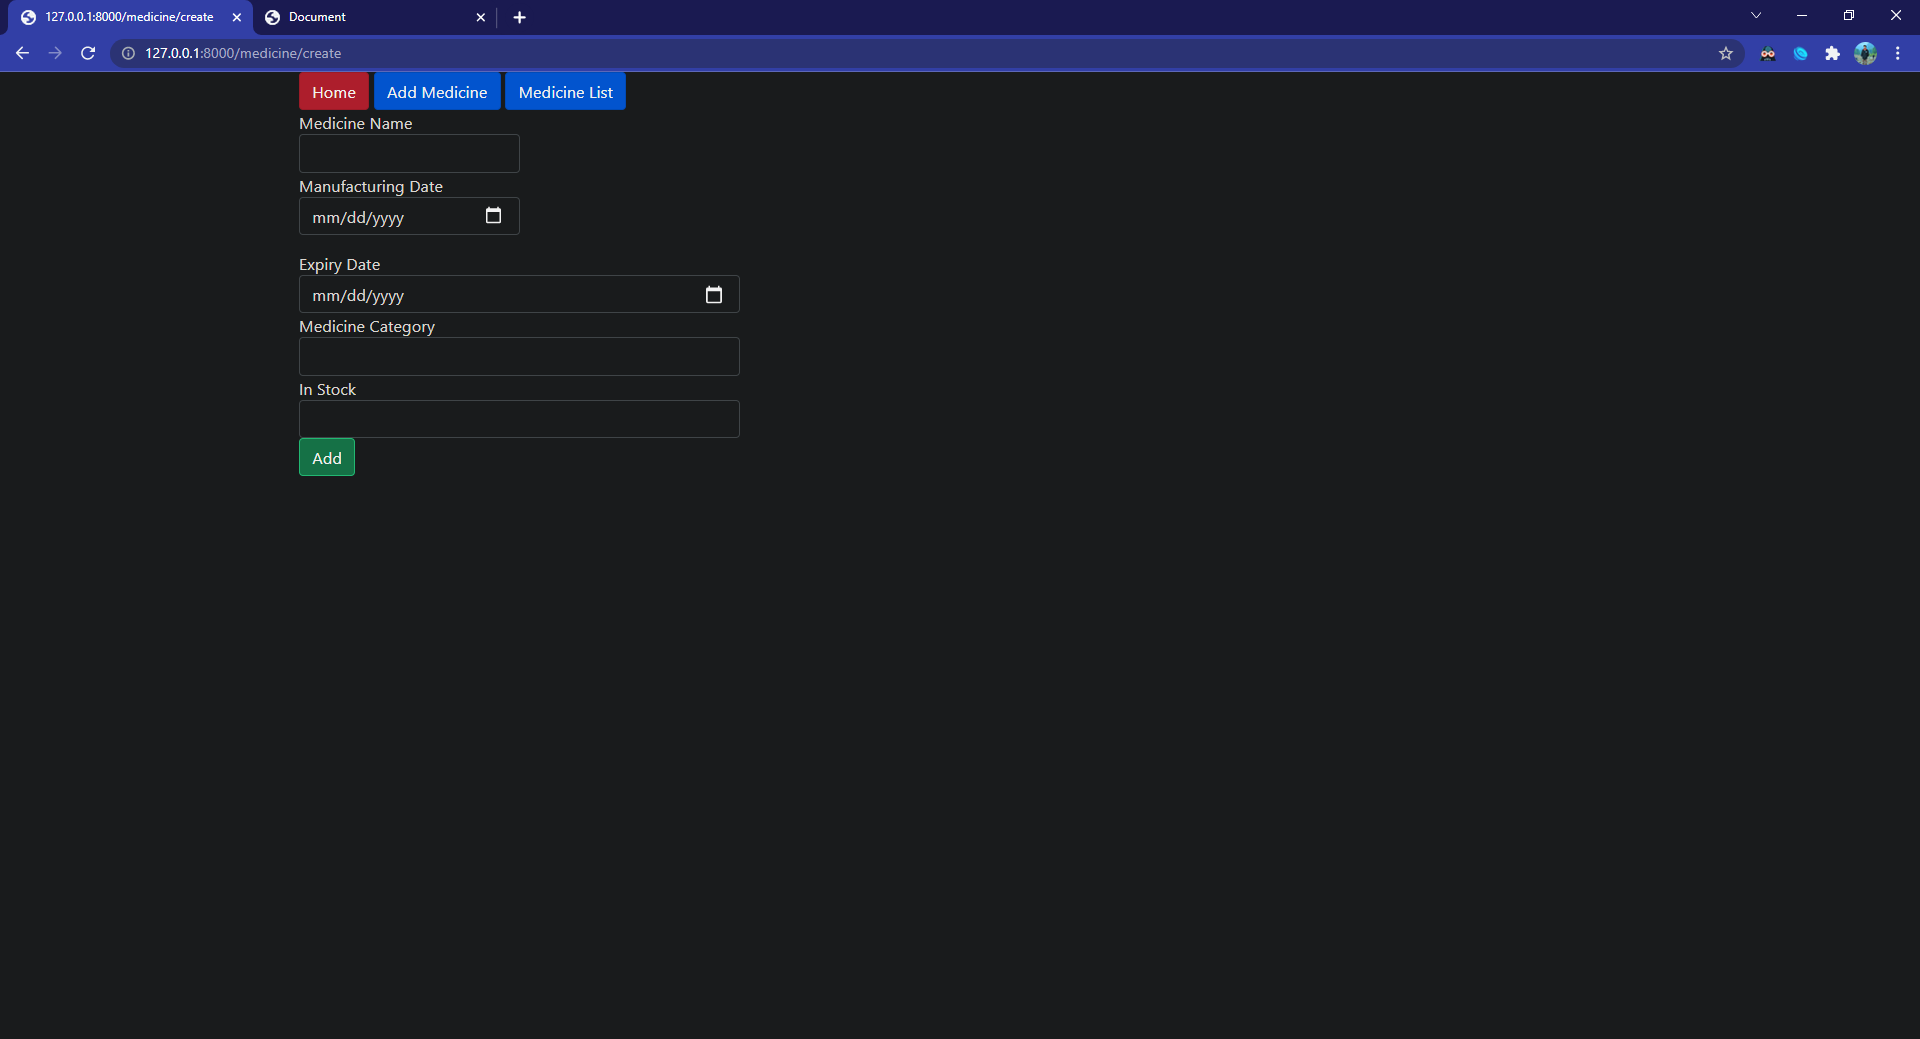 127.0.0.1:8000/medicine/create
Document
127.0.0.1:8000/medicine/create
Home Add Medicine Medicine List
Medicine Name
Manufacturing Date
mm/dd/yyyy
Expiry Date
mm/dd/yyyy
Medicine Category
In Stock
Add